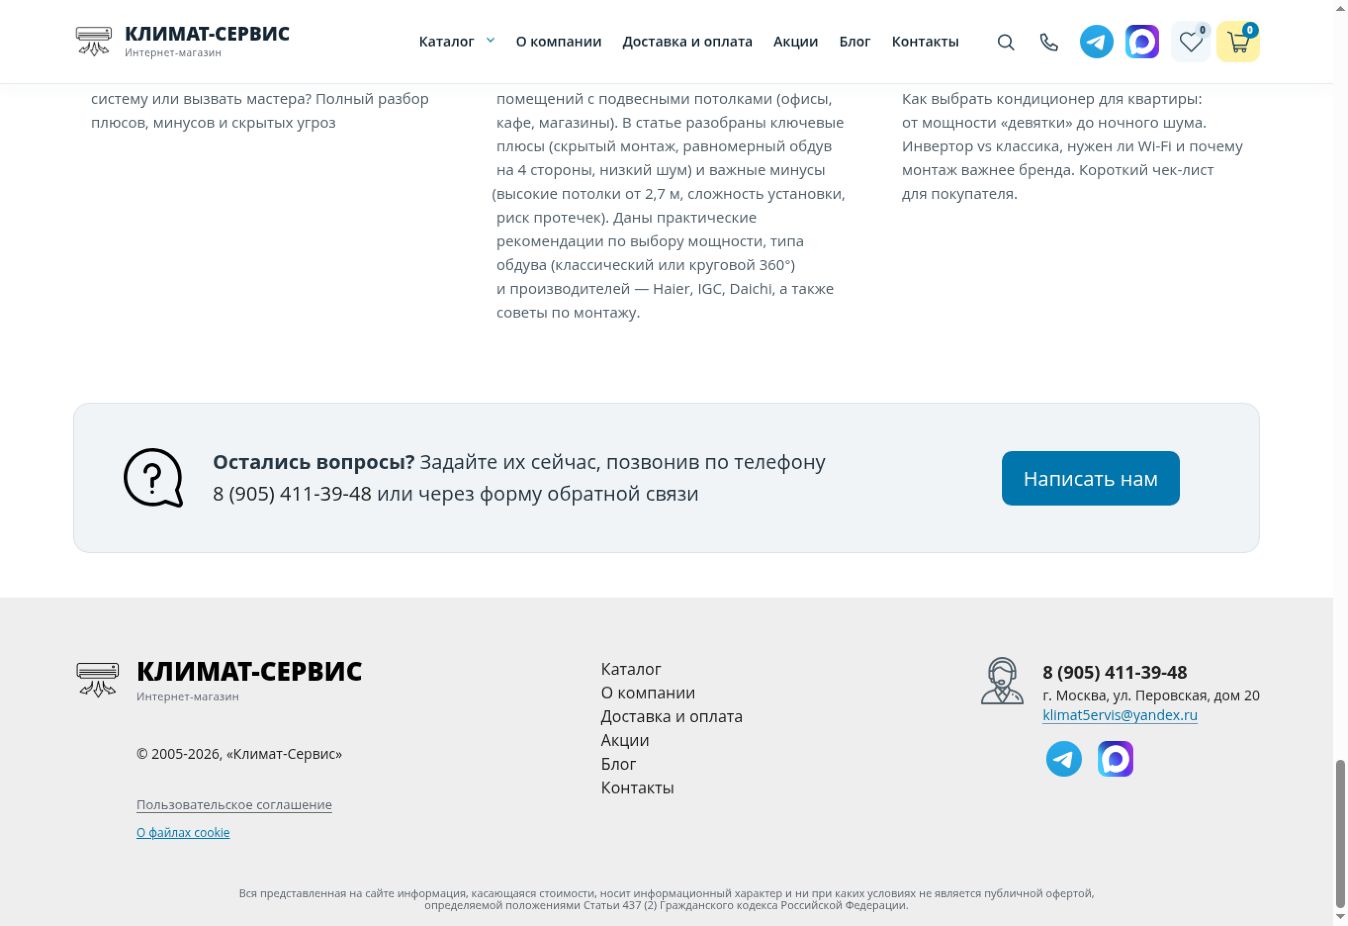 КЛИМАТ-СЕРВИС
Интернет-магазин
Каталог О компании Доставка и оплата Акции Блог Контакты 0 0
систему или вызвать мастера? Полный разбор
плюсов, минусов и скрытых угроз
помещений с подвесными потолками (офисы,
кафе, магазины). В статье разобраны ключевые
плюсы (скрытый монтаж, равномерный обдув
на 4 стороны, низкий шум) и важные минусы
(высокие потолки от 2,7 м, сложность установки,
риск протечек). Даны практические
рекомендации по выбору мощности, типа
обдува (классический или круговой 360°)
и производителей — Haier, IGC, Daichi, а также
советы по монтажу.
Как выбрать кондиционер для квартиры:
от мощности «девятки» до ночного шума.
Инвертор vs классика, нужен ли Wi-Fi и почему
монтаж важнее бренда. Короткий чек-лист
для покупателя.
Остались вопросы? Задайте их сейчас, позвонив по телефону
8 (905) 411-39-48 или через форму обратной связи
Написать нам
КЛИМАТ-СЕРВИС
Интернет-магазин
© 2005-2026, «Климат-Сервис»
Пользовательское соглашение
О файлах cookie
Каталог
О компании
Доставка и оплата
Акции
Блог
Контакты
8 (905) 411-39-48
г. Москва, ул. Перовская, дом 20
klimat5ervis@yandex.ru
Вся представленная на сайте информация, касающаяся стоимости, носит информационный характер и ни при каких условиях не является публичной офертой,
определяемой положениями Статьи 437 (2) Гражданского кодекса Российской Федерации.